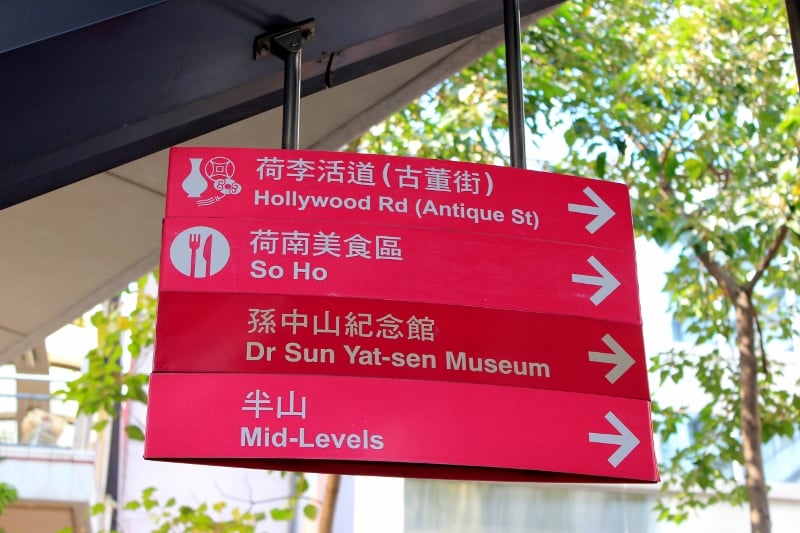 荷李活道(古董街)
Hollywood Rd (Antique St)
荷南美食區
So Ho
孫中山紀念館
Dr Sun Yat-sen Museum
半山
Mid-Levels